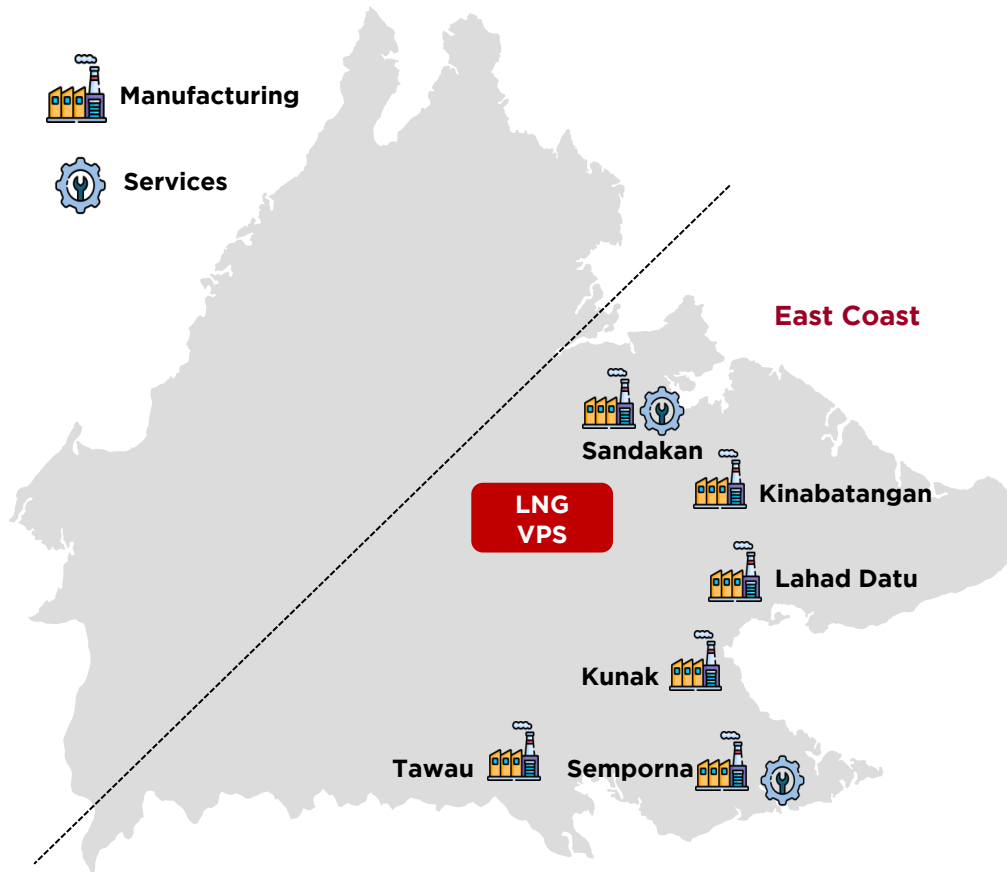 Manufacturing
Services
East Coast
Sandakan
Kinabatangan
LNG
VPS
Lahad Datu
Kunak
Tawau
Semporna